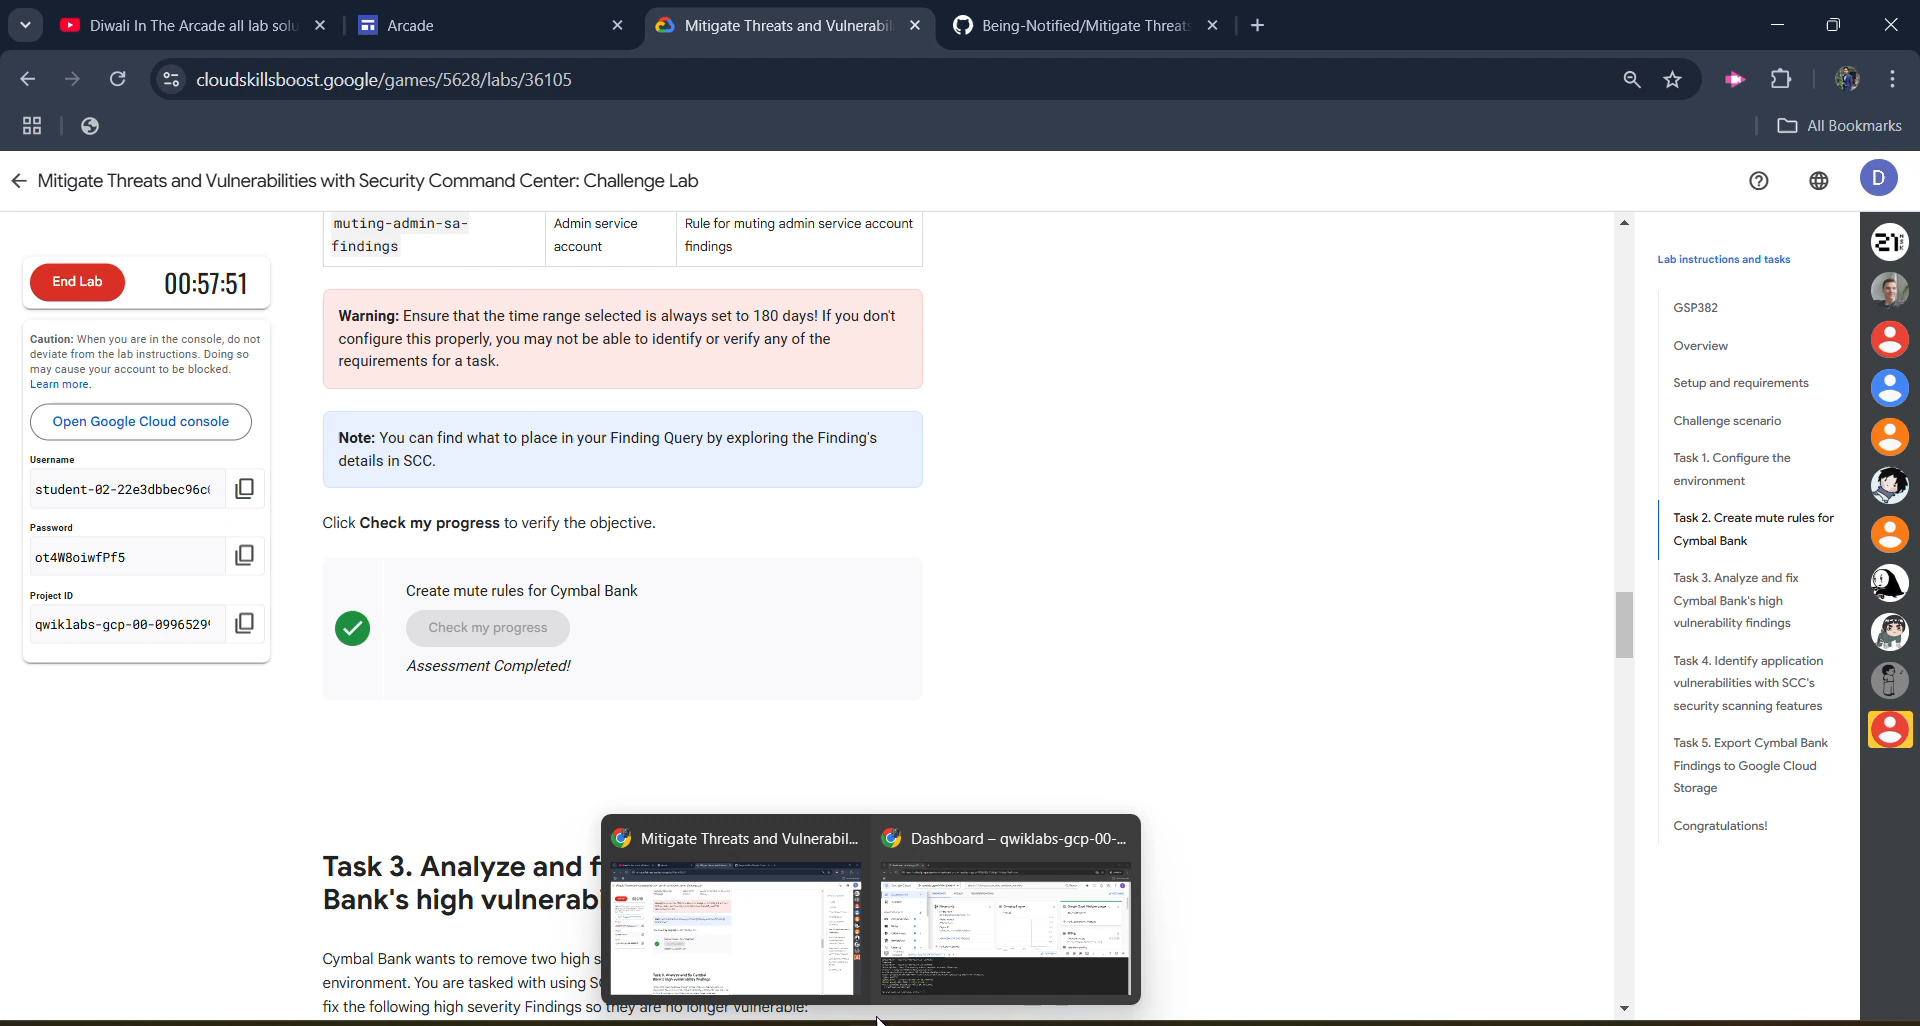 Diwali In The Arcade all lab solu
Arcade
Mitigate Threats and Vulnerabil
Being-Notified/Mitigate Threats
cloudskillsboost.google/games/5628/labs/36105
All Bookmarks
Mitigate Threats and Vulnerabilities with Security Command Center: Challenge Lab
D
muting-admin-sa-
findings
Admin service
account
Rule for muting admin service account
findings
End Lab
00:57:51
Caution: When you are in the console, do not
deviate from the lab instructions. Doing so
may cause your account to be blocked.
Learn more.
Open Google Cloud console
Username
student-02-22e3dbbec96c
Password
ot4W8oiwfPf5
Project ID
qwiklabs-gcp-00-0996529
Warning: Ensure that the time range selected is always set to 180 days! If you don't
configure this properly, you may not be able to identify or verify any of the
requirements for a task.
Note: You can find what to place in your Finding Query by exploring the Finding's
details in SCC.
Click Check my progress to verify the objective.
Create mute rules for Cymbal Bank
Check my progress
Assessment Completed!
Task 3. Analyze and f
Bank's high vulnerab
Cymbal Bank wants to remove two high s
environment. You are tasked with using S
fix the following high severity Findings so they are no longer vulnerable:
Mitigate Threats and Vulnerabil...
Dashboard – qwiklabs-gcp-00-...
Lab instructions and tasks
GSP382
Overview
Setup and requirements
Challenge scenario
Task 1. Configure the
environment
Task 2. Create mute rules for
Cymbal Bank
Task 3. Analyze and fix
Cymbal Bank's high
vulnerability findings
Task 4. Identify application
vulnerabilities with SCC's
security scanning features
Task 5. Export Cymbal Bank
Findings to Google Cloud
Storage
Congratulations!